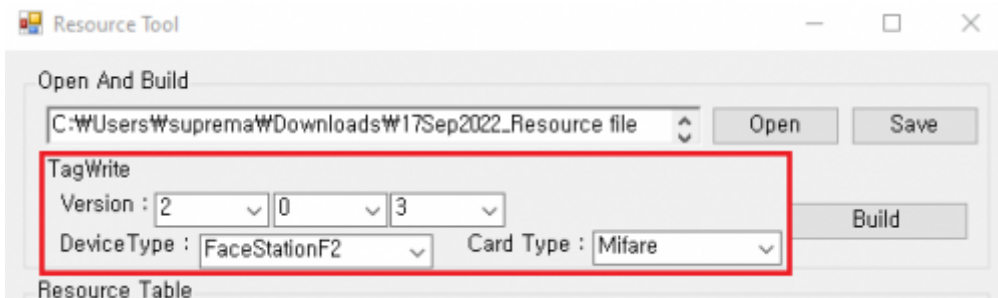 Resource Tool
Open And Build
C:₩Users₩suprema₩Downloads₩17Sep2022_Resource file
Open
Save
TagWrite
Version : 2 0 3
Build
DeviceType : FaceStationF2 Card Type : Mifare
Resource Table